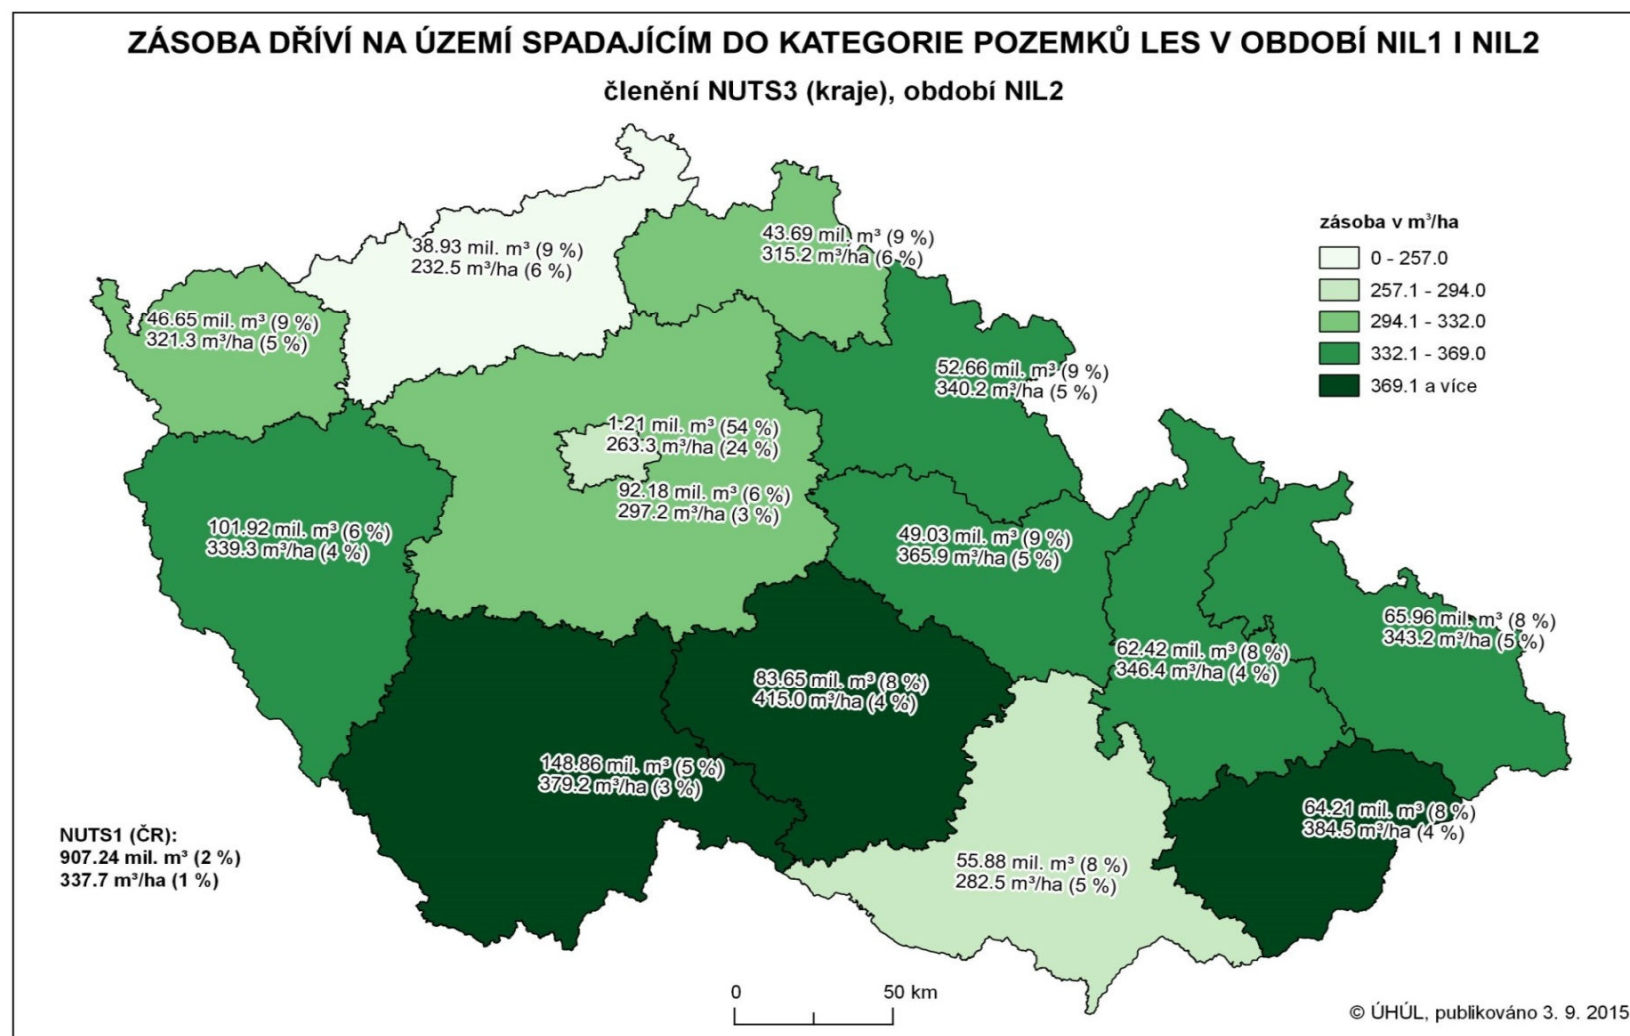 ZÁSOBA DŘÍVÍ NA ÚZEMÍ SPADAJÍCÍM DO KATEGORIE POZEMKŮ LES V OBDOBÍ NIL1 I NIL2
členění NUTS3 (kraje), období NIL2
zásoba v m³/ha
0 - 257.0
257.1 - 294.0
294.1 - 332.0
332.1 - 369.0
369.1 a více
38.93 mil. m³ (9 %)
232.5 m³/ha (6 %)
43.69 mil. m³ (9 %)
315.2 m³/ha (6 %)
46.65 mil. m³ (9 %)
321.3 m³/ha (5 %)
52.66 mil. m³ (9 %)
340.2 m³/ha (5 %)
1.21 mil. m³ (54 %)
263.3 m³/ha (24 %)
92.18 mil. m³ (6 %)
297.2 m³/ha (3 %)
101.92 mil. m³ (6 %)
339.3 m³/ha (4 %)
49.03 mil. m³ (9 %)
365.9 m³/ha (5 %)
65.96 mil. m³ (8 %)
343.2 m³/ha (5 %)
62.42 mil. m³ (8 %)
346.4 m³/ha (4 %)
83.65 mil. m³ (8 %)
415.0 m³/ha (4 %)
148.86 mil. m³ (5 %)
379.2 m³/ha (3 %)
64.21 mil. m³ (8 %)
384.5 m³/ha (4 %)
55.88 mil. m³ (8 %)
282.5 m³/ha (5 %)
NUTS1 (ČR):
907.24 mil. m³ (2 %)
337.7 m³/ha (1 %)
0 50 km
© ÚHÚL, publikováno 3. 9. 2015